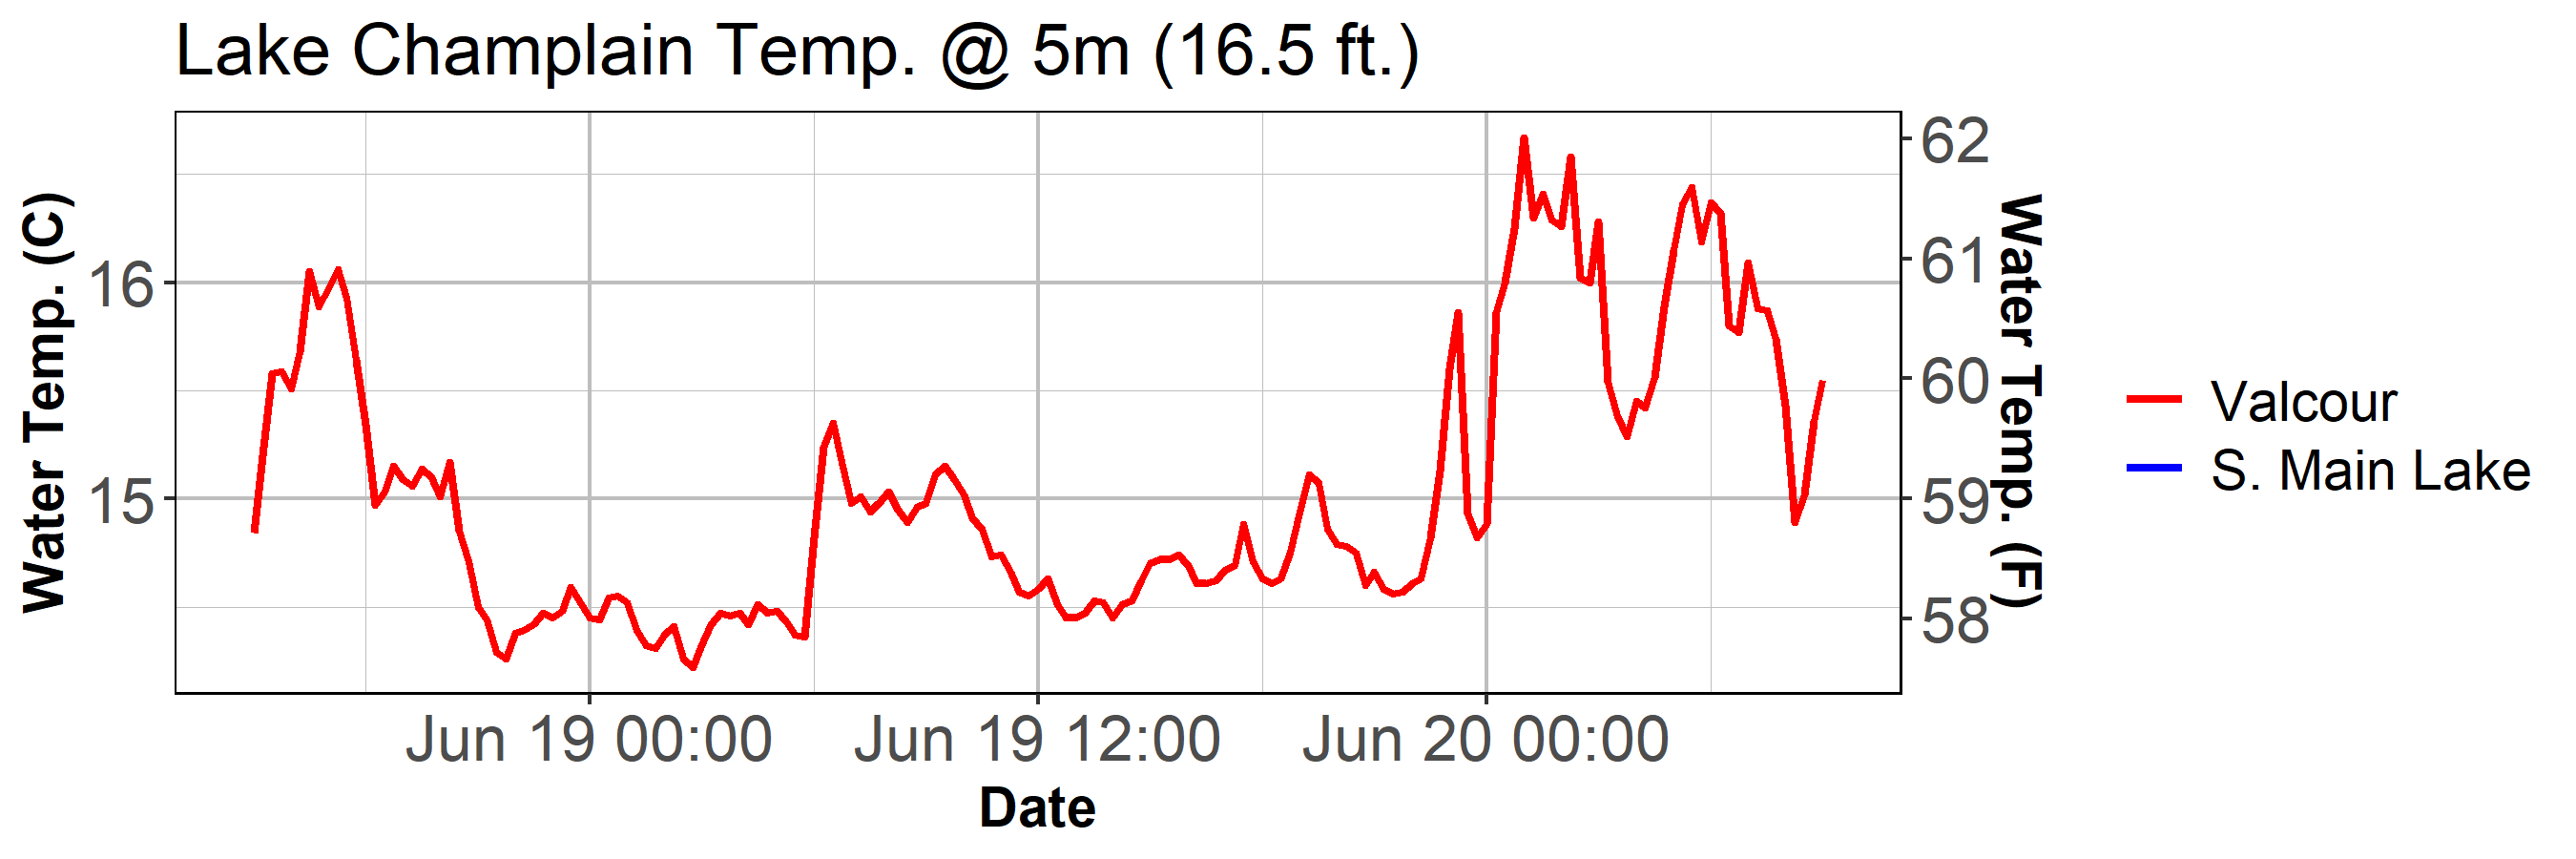 Lake Champlain Temp. @ 5m (16.5 ft.)
Water Temp. (C)
16
15
62
61
60
59
58
Water Temp. (F)
Jun 19 00:00
Jun 19 12:00
Jun 20 00:00
Date
Valcour
S. Main Lake